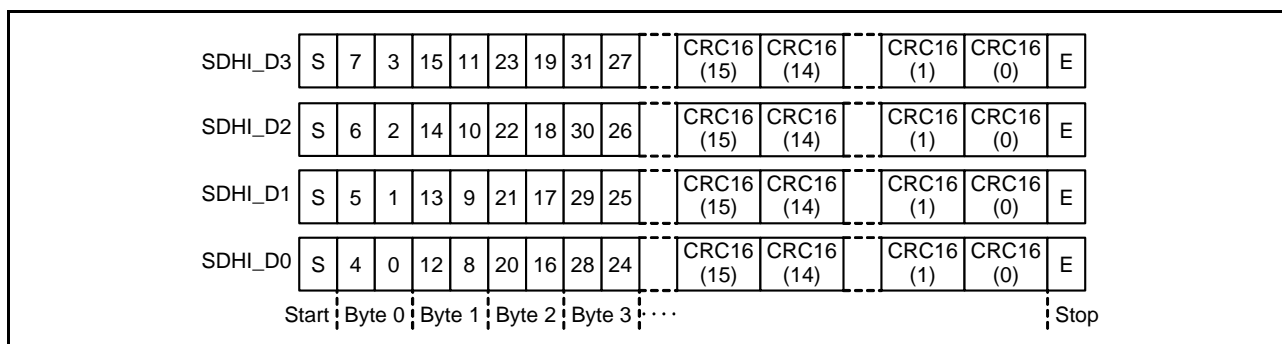 SDHI_D3 S 7 3 15 11 23 19 31 27 CRC16 (15) CRC16 (14) CRC16 (1) CRC16 (0) E
SDHI_D2 S 6 2 14 10 22 18 30 26 CRC16 (15) CRC16 (14) CRC16 (1) CRC16 (0) E
SDHI_D1 S 5 1 13 9 21 17 29 25 CRC16 (15) CRC16 (14) CRC16 (1) CRC16 (0) E
SDHI_D0 S 4 0 12 8 20 16 28 24 CRC16 (15) CRC16 (14) CRC16 (1) CRC16 (0) E
Start Byte 0 Byte 1 Byte 2 Byte 3 ···· Stop